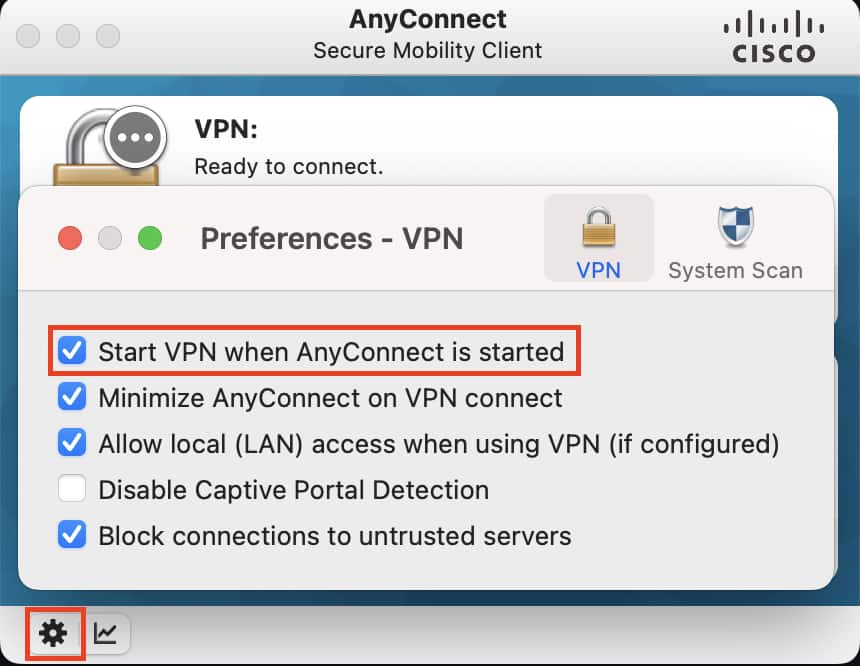 AnyConnect
Secure Mobility Client
CISCO
VPN:
Ready to connect.
Preferences - VPN
VPN
System Scan
Start VPN when AnyConnect is started
Minimize AnyConnect on VPN connect
Allow local (LAN) access when using VPN (if configured)
Disable Captive Portal Detection
Block connections to untrusted servers